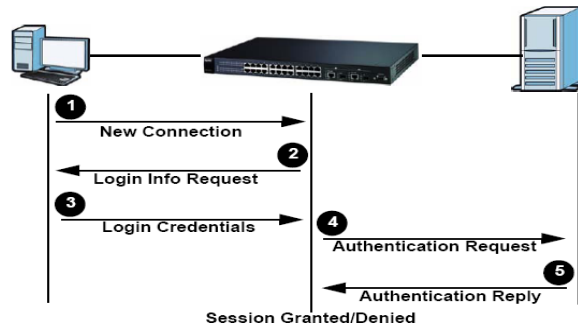 1
New Connection
2
Login Info Request
3
Login Credentials
4
Authentication Request
5
Authentication Reply
Session Granted/Denied